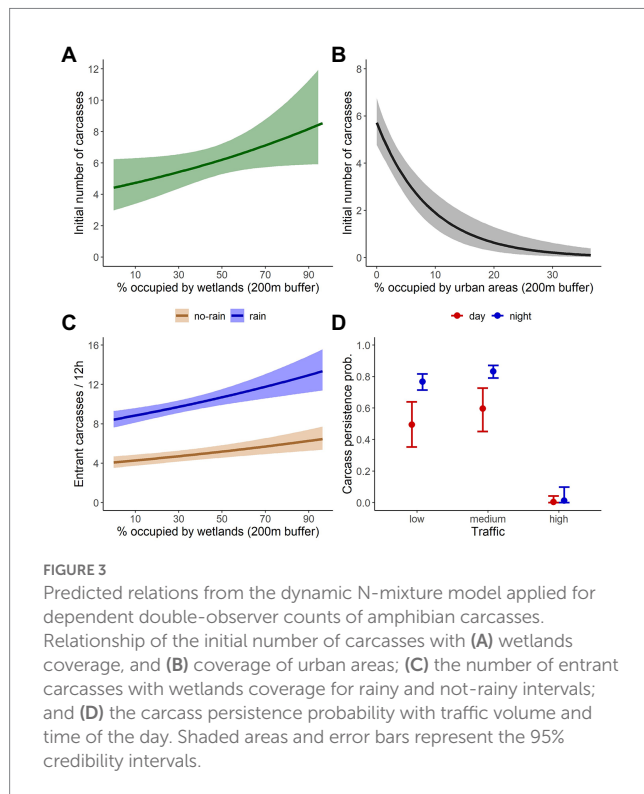 A
Initial number of carcasses
12
10
8
6
4
2
0
10 30 50 70 90
% occupied by wetlands (200m buffer)
B
Initial number of carcasses
6
4
2
0
0 10 20 30
% occupied by urban areas (200m buffer)
C
no-rain rain
Entrant carcasses / 12h
16
12
8
4
0
10 30 50 70 90
% occupied by wetlands (200m buffer)
D
day night
Carcass persistence prob.
1.0
0.8
0.6
0.4
0.2
0.0
low medium high
Traffic
FIGURE 3
Predicted relations from the dynamic N-mixture model applied for
dependent double-observer counts of amphibian carcasses.
Relationship of the initial number of carcasses with (A) wetlands
coverage, and (B) coverage of urban areas; (C) the number of entrant
carcasses with wetlands coverage for rainy and not-rainy intervals;
and (D) the carcass persistence probability with traffic volume and
time of the day. Shaded areas and error bars represent the 95%
credibility intervals.